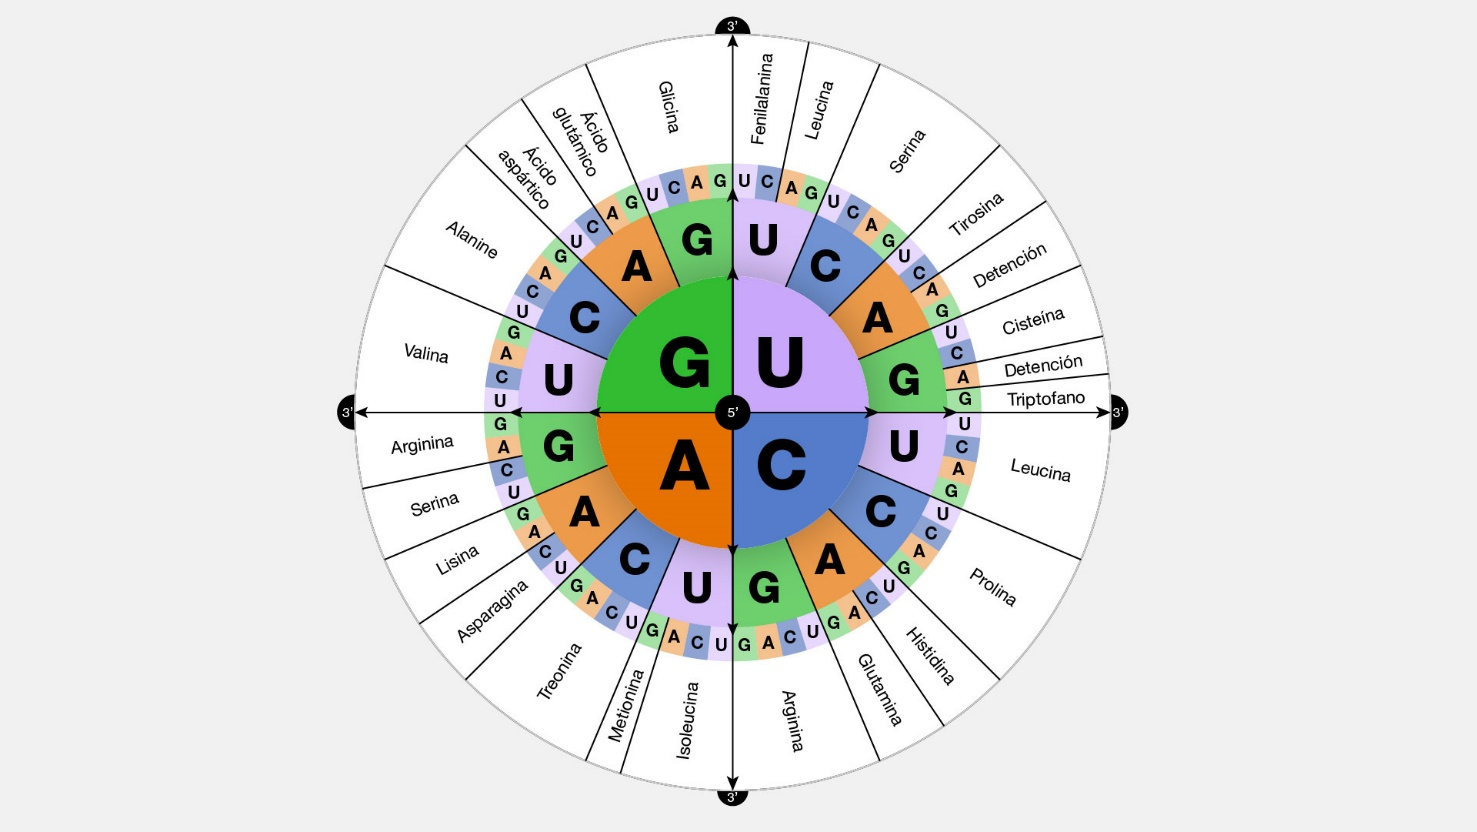 3'
Fenilalanina
Leucina
Serina
Tirosina
Detención
Cisteína
Detención
Triptofano
3'
Leucina
Prolina
Histidina
Glutamina
Arginina
3'
Isoleucina
Metionina
Treonina
Asparagina
Lisina
Serina
Arginina
3'
Valina
Alanine
Ácido
aspártico
Ácido
glutámico
Glicina
U C A G
U C A G
U C A G
U C A G
U C A G
U C A G
U C A G
U C A G
G A C U
G A C U
G A C U
G A C U
U C A G
U C A G
U C A G
U C A G
U
C
A
G
U
C
A
G
U
C
A
G
U
C
A
G
G
U
A
C
5'